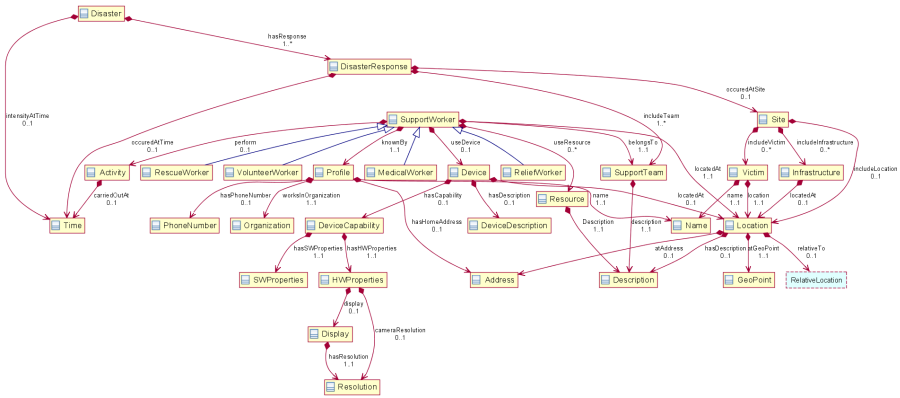 Disaster
hasResponse
1..*
DisasterResponse
intensityAtTime
0..1
occuredAtSite
0..1
includeTeam
1..*
SupportWorker
Site
occuredAtTime
0..1
perform
0..1
knownBy
1..1
useDevice
0..1
useResource
0..*
belongsTo
1..1
includeVictim
0..*
includeInfrastructure
0..*
locatedAt
1..1
includeLocation
0..1
Activity
RescueWorker
VolunteerWorker
Profile
MedicalWorker
Device
ReliefWorker
SupportTeam
Victim
Infrastructure
carriedOutAt
0..1
hasPhoneNumber
0..1
worksInOrganization
1..1
hasCapability
0..1
hasDescription
0..1
name
1..1
Resource
locatedAt
0..1
name
1..1
location
1..1
locatedAt
0..1
Time
PhoneNumber
Organization
DeviceCapability
hasHomeAddress
0..1
DeviceDescription
Description
1..1
description
1..1
Name
Location
hasSWProperties
1..1
hasHWProperties
1..1
atAddress
0..1
hasDescription
0..1
atGeoPoint
1..1
relativeTo
0..1
SWProperties
HWProperties
Address
Description
GeoPoint
RelativeLocation
display
0..1
cameraResolution
0..1
Display
hasResolution
1..1
Resolution